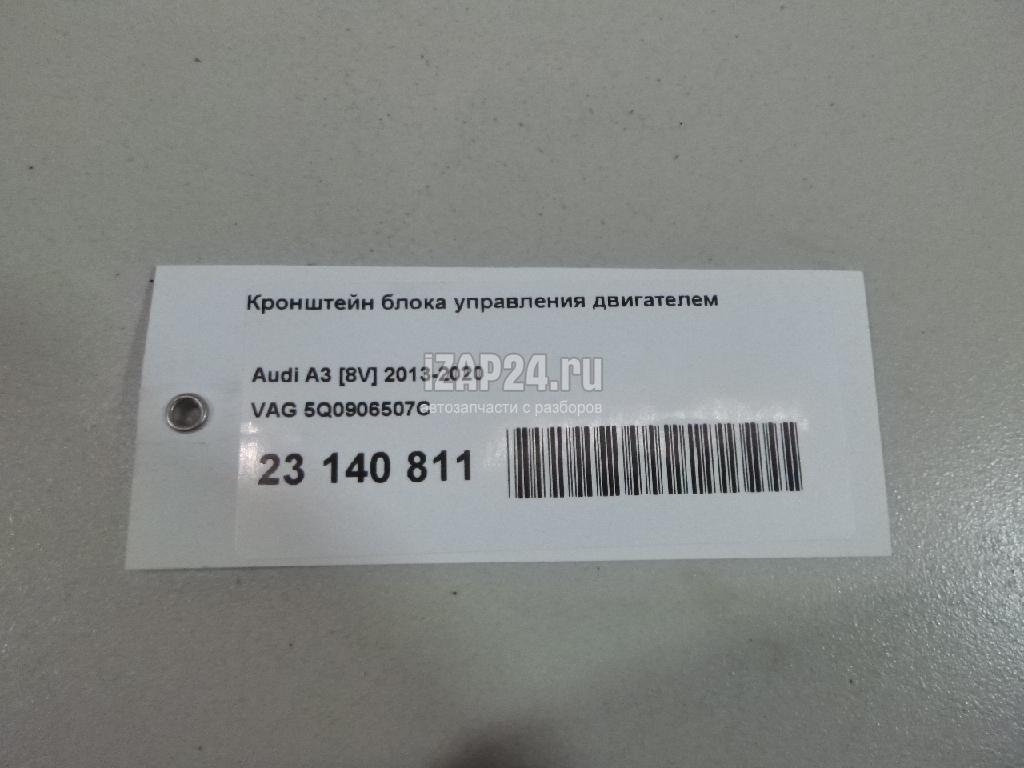 Кронштейн блока управления двигателем
Audi A3 [8V] 2013-2020
iZAP24.ru
VAG 5Q0906507C
автозапчасти с разборов
23 140 811